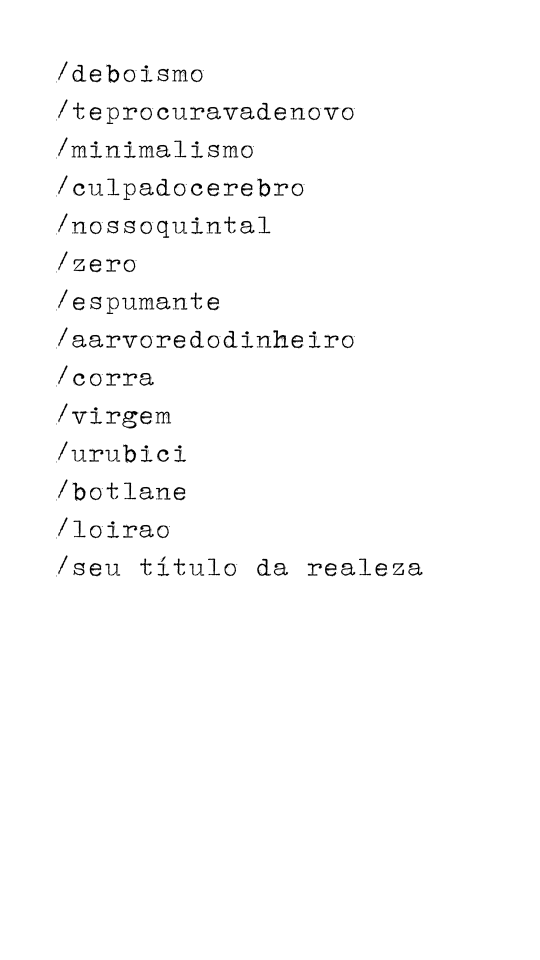 /deboismo
/teprocuravadenovo
/minimalismo
/culpadocerebro
/nossoquintal
/zero
/espumante
/aarvoredodinheiro
/corra
/virgem
/urubici
/botlane
/loirao
/seu título da realeza